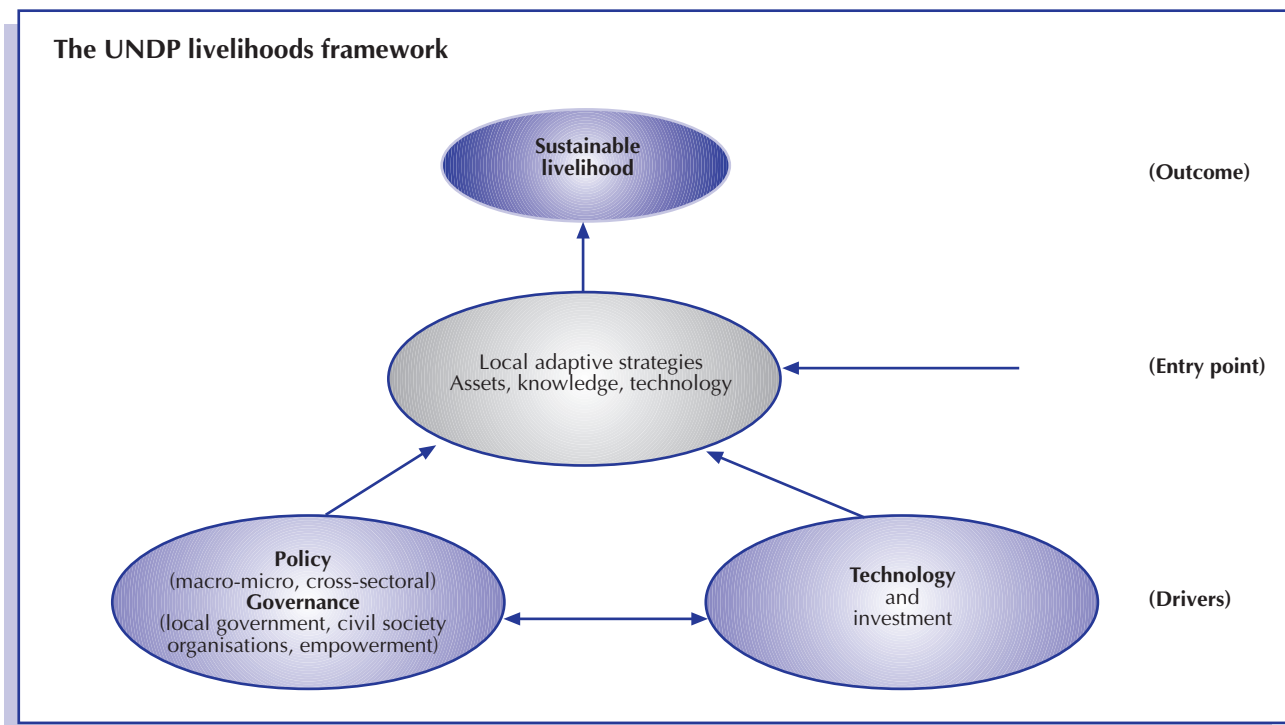 The UNDP livelihoods framework
Sustainable
livelihood
(Outcome)
Local adaptive strategies
Assets, knowledge, technology
(Entry point)
Policy
(macro-micro, cross-sectoral)
Governance
(local government, civil society
organisations, empowerment)
Technology
and
investment
(Drivers)